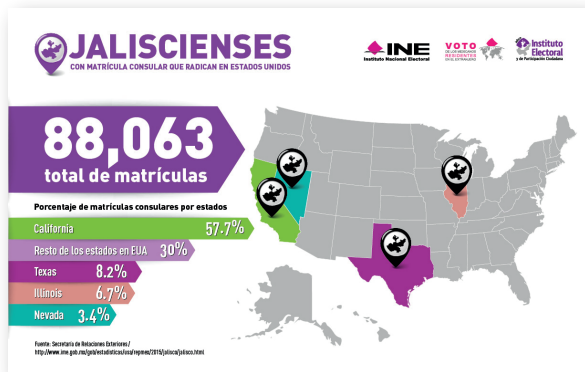 JALISCIENSES
CON MATRÍCULA CONSULAR QUE RADICAN EN ESTADOS UNIDOS
INE
Instituto Nacional Electoral
VOTO
DE LOS MEXICANOS
RESIDENTES
EN EL EXTRANJERO
Instituto
Electoral
y de Participación Ciudadana
88,063
total de matrículas
Porcentaje de matrículas consulares por estados
California 57.7%
Resto de los estados en EUA 30%
Texas 8.2%
Illinois 6.7%
Nevada 3.4%
Fuente: Secretaría de Relaciones Exteriores /
http://www.ime.gob.mx/gob/estadisticas/usa/repmex/2015/jalisco/jalisco.html